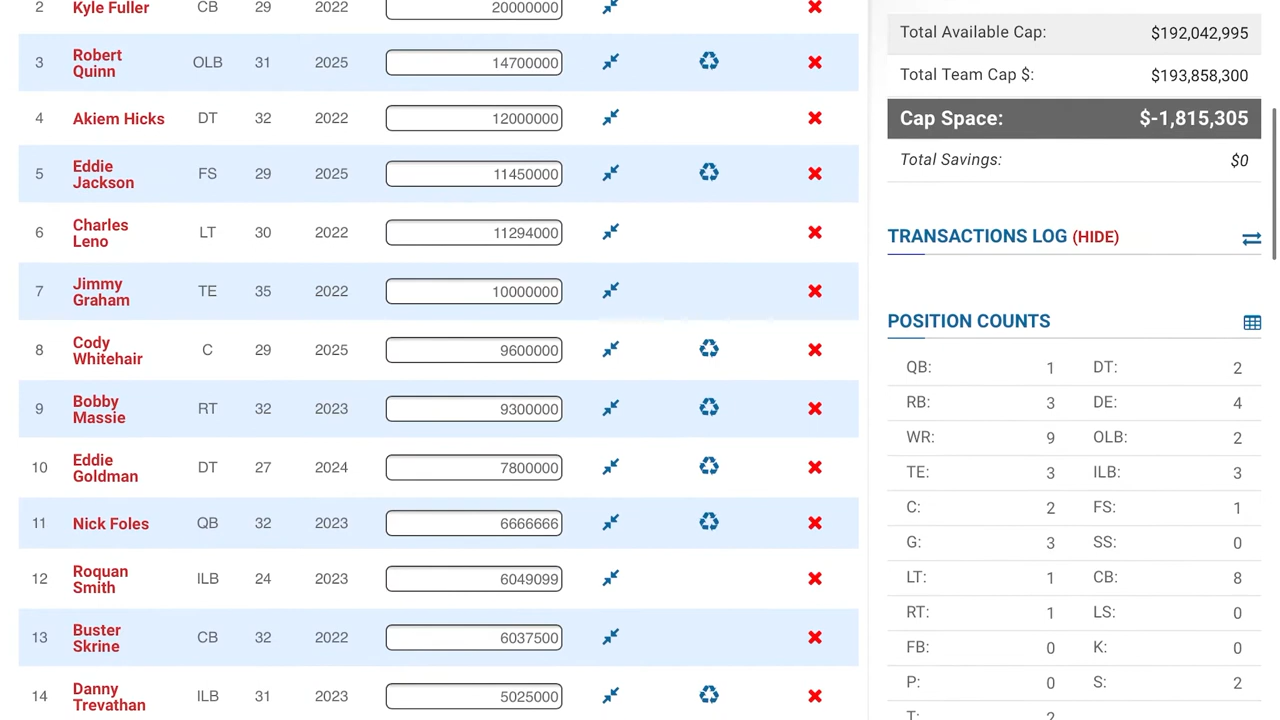 2 Kyle Fuller CB 29 2022 20000000
3 Robert Quinn OLB 31 2025 14700000
4 Akiem Hicks DT 32 2022 12000000
5 Eddie Jackson FS 29 2025 11450000
6 Charles Leno LT 30 2022 11294000
7 Jimmy Graham TE 35 2022 10000000
8 Cody Whitehair C 29 2025 9600000
9 Bobby Massie RT 32 2023 9300000
10 Eddie Goldman DT 27 2024 7800000
11 Nick Foles QB 32 2023 6666666
12 Roquan Smith ILB 24 2023 6049099
13 Buster Skrine CB 32 2022 6037500
14 Danny Trevathan ILB 31 2023 5025000
Total Available Cap: $192,042,995
Total Team Cap $: $193,858,300
Cap Space: $-1,815,305
Total Savings: $0
TRANSACTIONS LOG (HIDE)
POSITION COUNTS
QB: 1 DT: 2
RB: 3 DE: 4
WR: 9 OLB: 2
TE: 3 ILB: 3
C: 2 FS: 1
G: 3 SS: 0
LT: 1 CB: 8
RT: 1 LS: 0
FB: 0 K: 0
P: 0 S: 2
T: 2